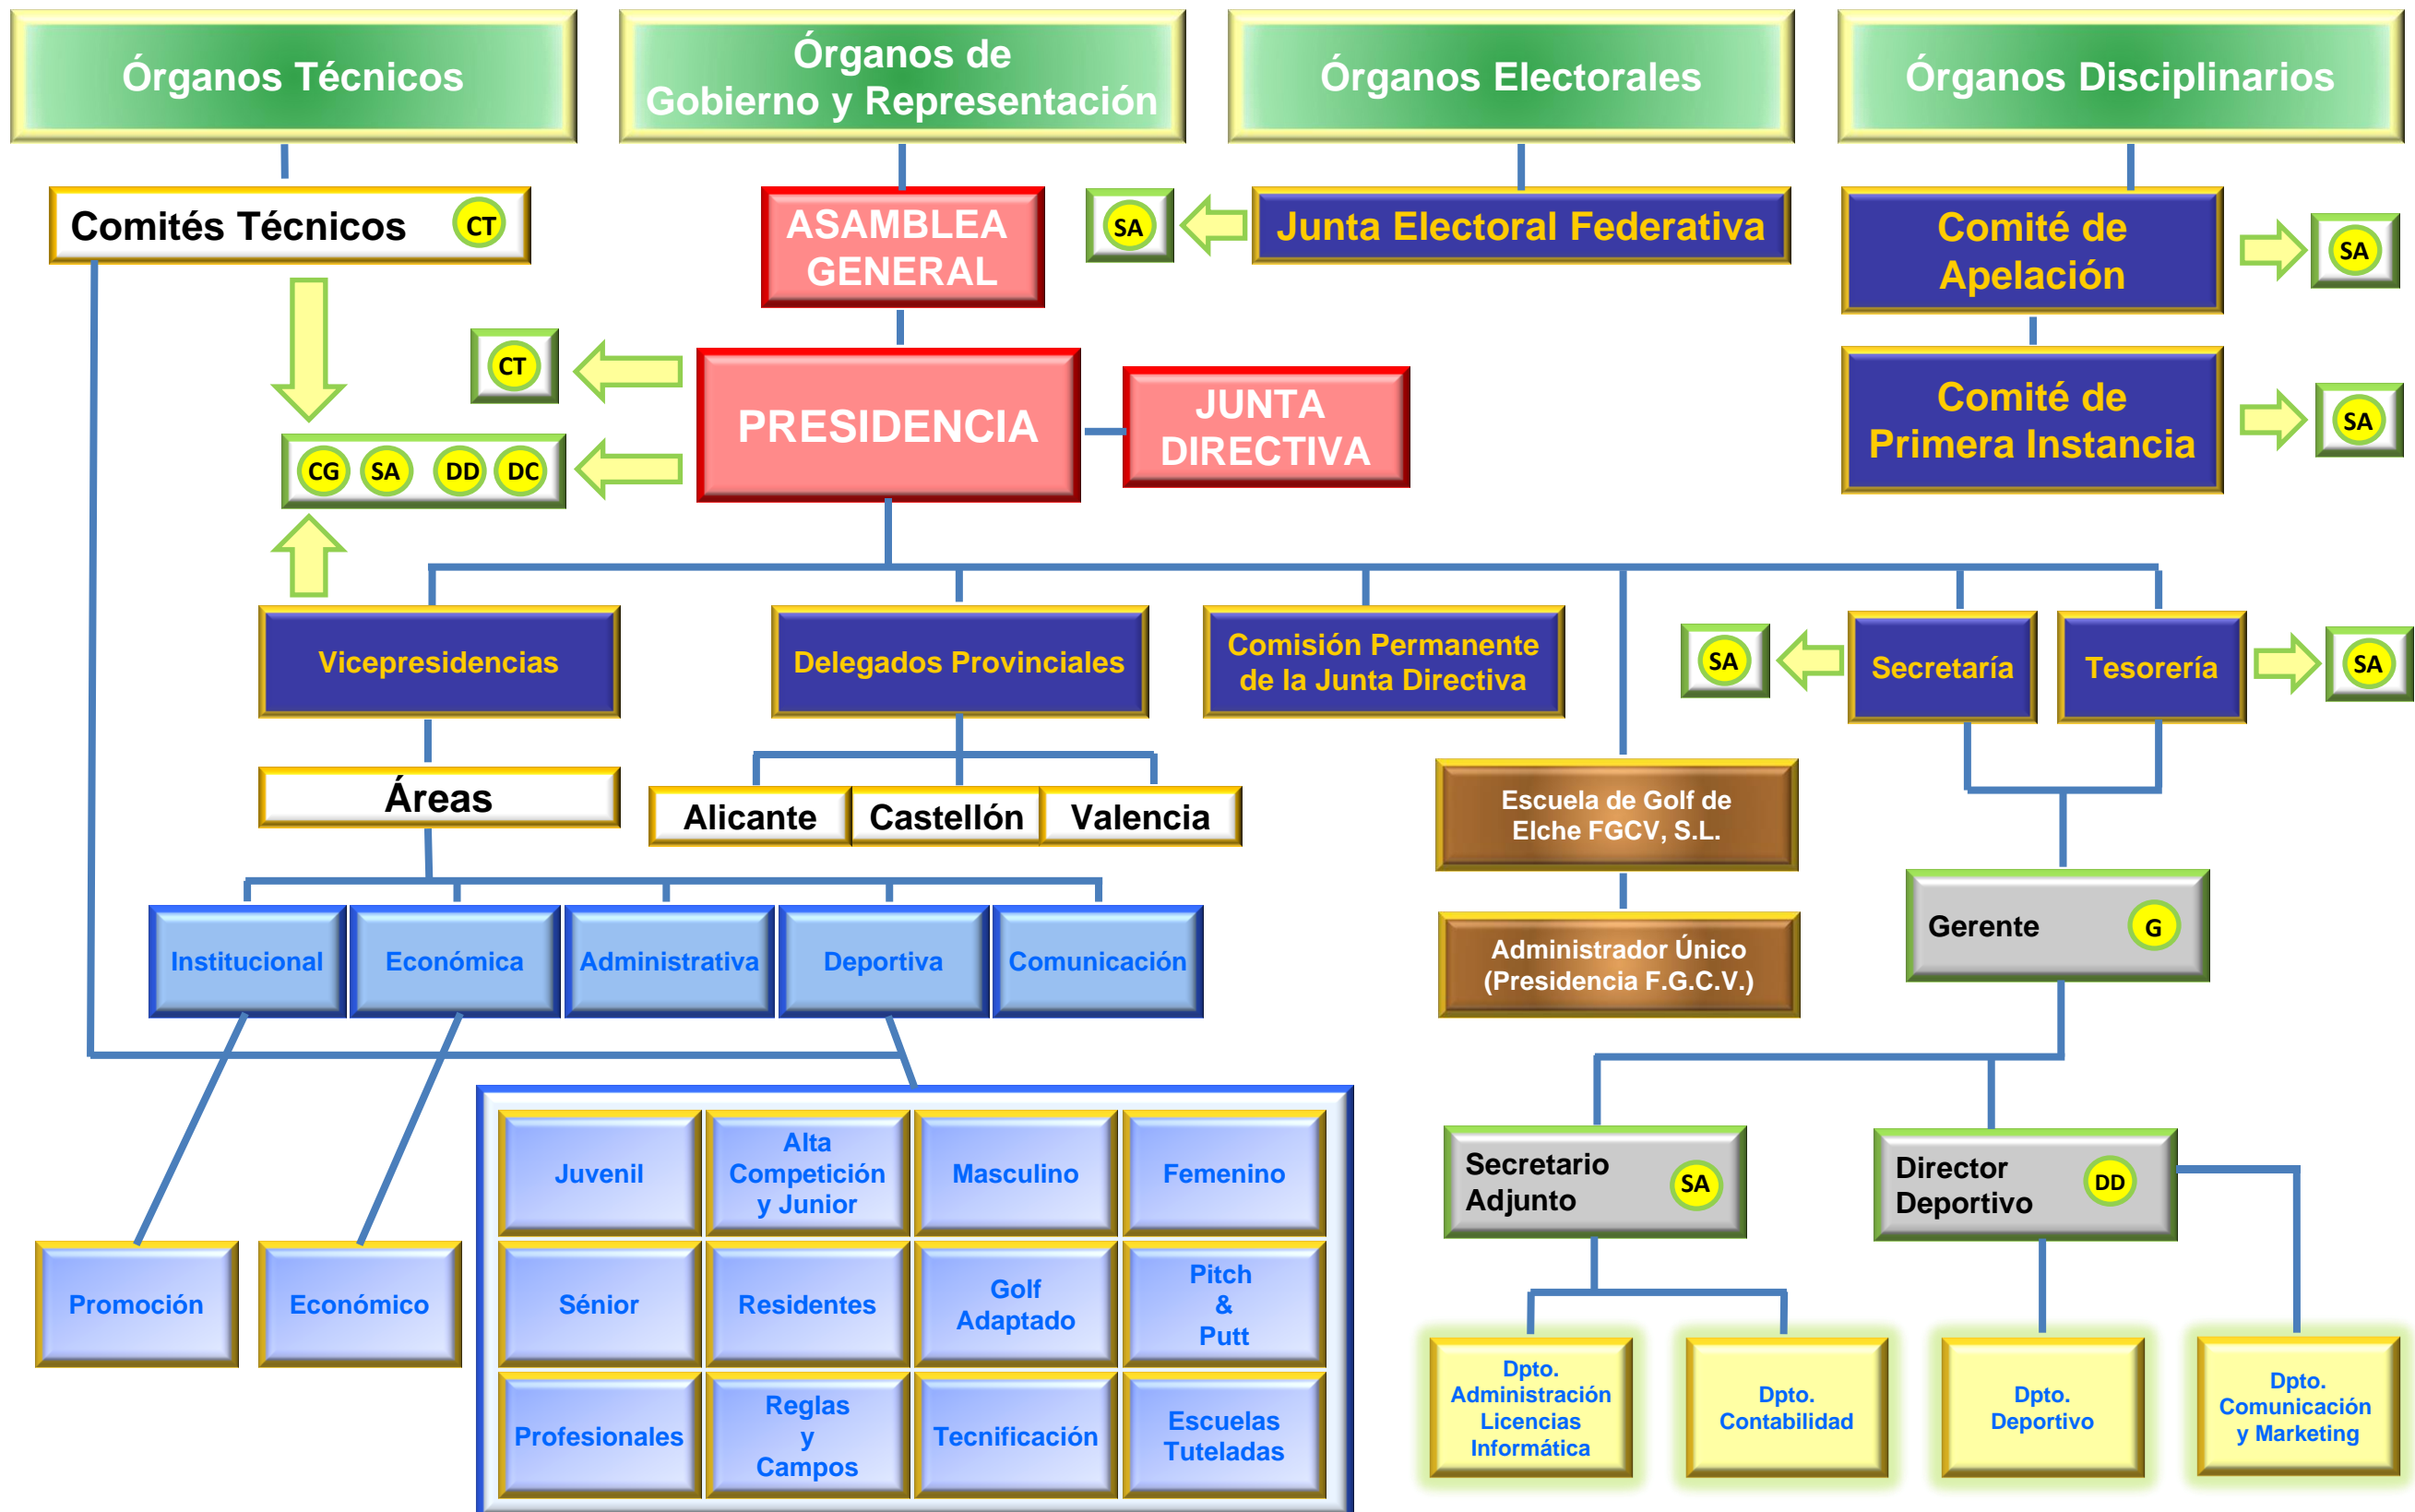 Órganos Técnicos
Órganos de
Gobierno y Representación
Órganos Electorales
Órganos Disciplinarios
Comités Técnicos
CT
ASAMBLEA
GENERAL
SA
Junta Electoral Federativa
Comité de
Apelación
SA
CT
PRESIDENCIA
JUNTA
DIRECTIVA
Comité de
Primera Instancia
SA
CG SA DD DC
Vicepresidencias
Delegados Provinciales
Comisión Permanente
de la Junta Directiva
SA
Secretaría
Tesorería
SA
Áreas
Alicante
Castellón
Valencia
Escuela de Golf de
Elche FGCV, S.L.
Gerente
G
Institucional
Económica
Administrativa
Deportiva
Comunicación
Administrador Único
(Presidencia F.G.C.V.)
Juvenil
Alta
Competición
y Junior
Masculino
Femenino
Secretario
Adjunto
SA
Director
Deportivo
DD
Promoción
Económico
Sénior
Residentes
Golf
Adaptado
Pitch
&
Putt
Profesionales
Reglas
y
Campos
Tecnificación
Escuelas
Tuteladas
Dpto.
Administración
Licencias
Informática
Dpto.
Contabilidad
Dpto.
Deportivo
Dpto.
Comunicación
y Marketing